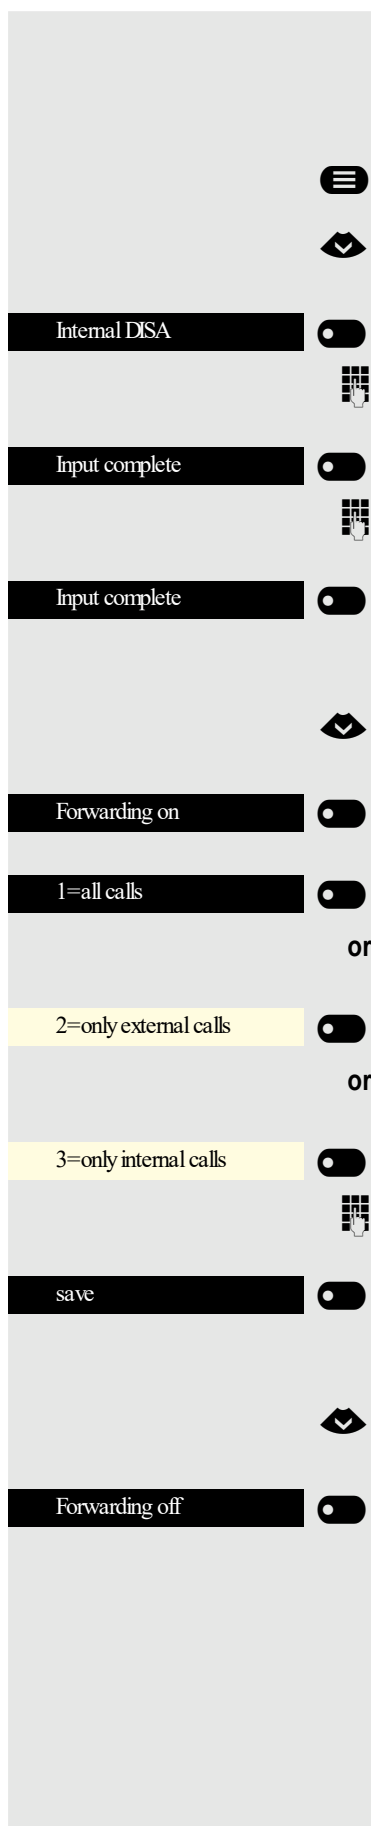 Internal DISA
Input complete
Input complete
Forwarding on
1=all calls
or
2=only external calls
or
3=only internal calls
save
Forwarding off